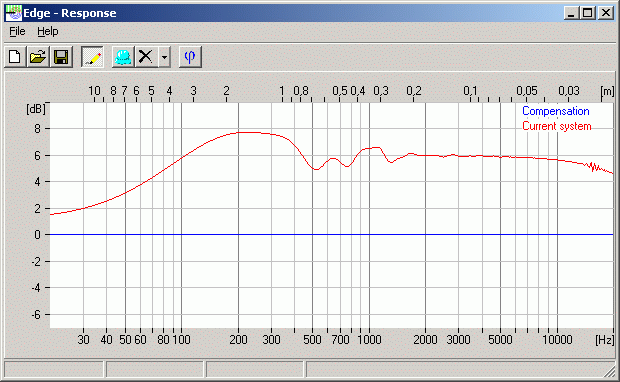 Edge - Response
File Help
10 8 7 6 5 4 3 2 1 0,8 0,5 0,4 0,3 0,2 0,1 0,05 0,03 [m]
[dB]
Compensation
Current system
8
6
4
2
0
-2
-4
-6
30 40 50 60 80 100 200 300 400 500 700 1000 2000 3000 5000 10000 [Hz]